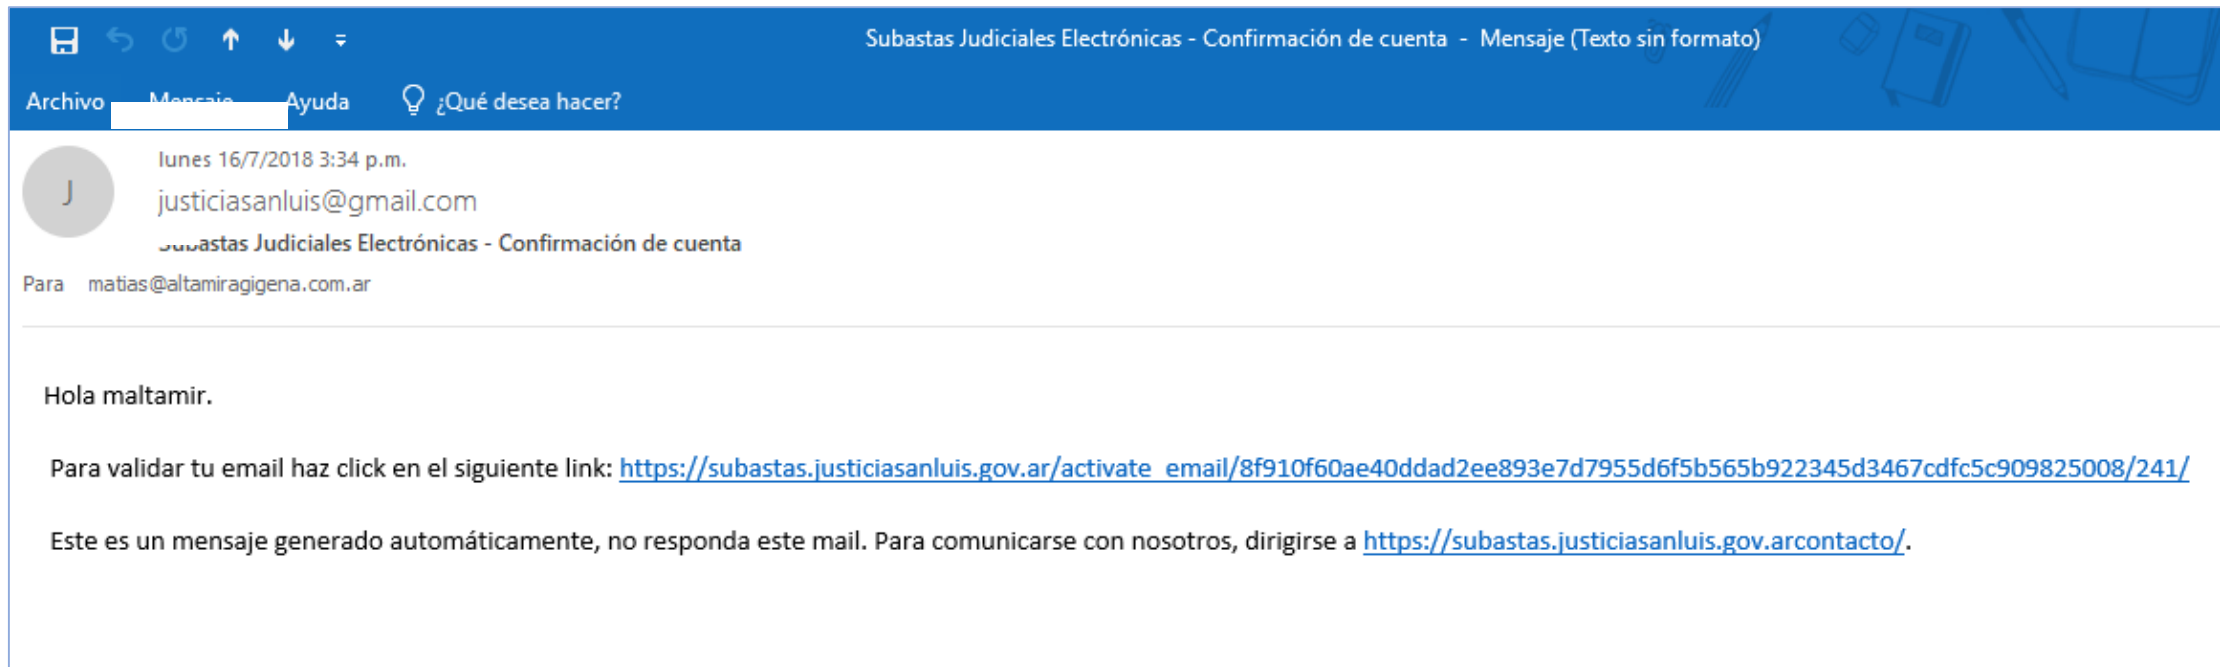 Subastas Judiciales Electrónicas - Confirmación de cuenta - Mensaje (Texto sin formato)
Archivo Mensaje Ayuda ¿Qué desea hacer?
J
lunes 16/7/2018 3:34 p.m.
justiciasanluis@gmail.com
Subastas Judiciales Electrónicas - Confirmación de cuenta
Para matias@altamiragigena.com.ar
Hola maltamir.
Para validar tu email haz click en el siguiente link: https://subastas.justiciasanluis.gov.ar/activate_email/8f910f60ae40ddad2ee893e7d7955d6f5b565b922345d3467cdfc5c909825008/241/
Este es un mensaje generado automáticamente, no responda este mail. Para comunicarse con nosotros, dirigirse a https://subastas.justiciasanluis.gov.arcontacto/.